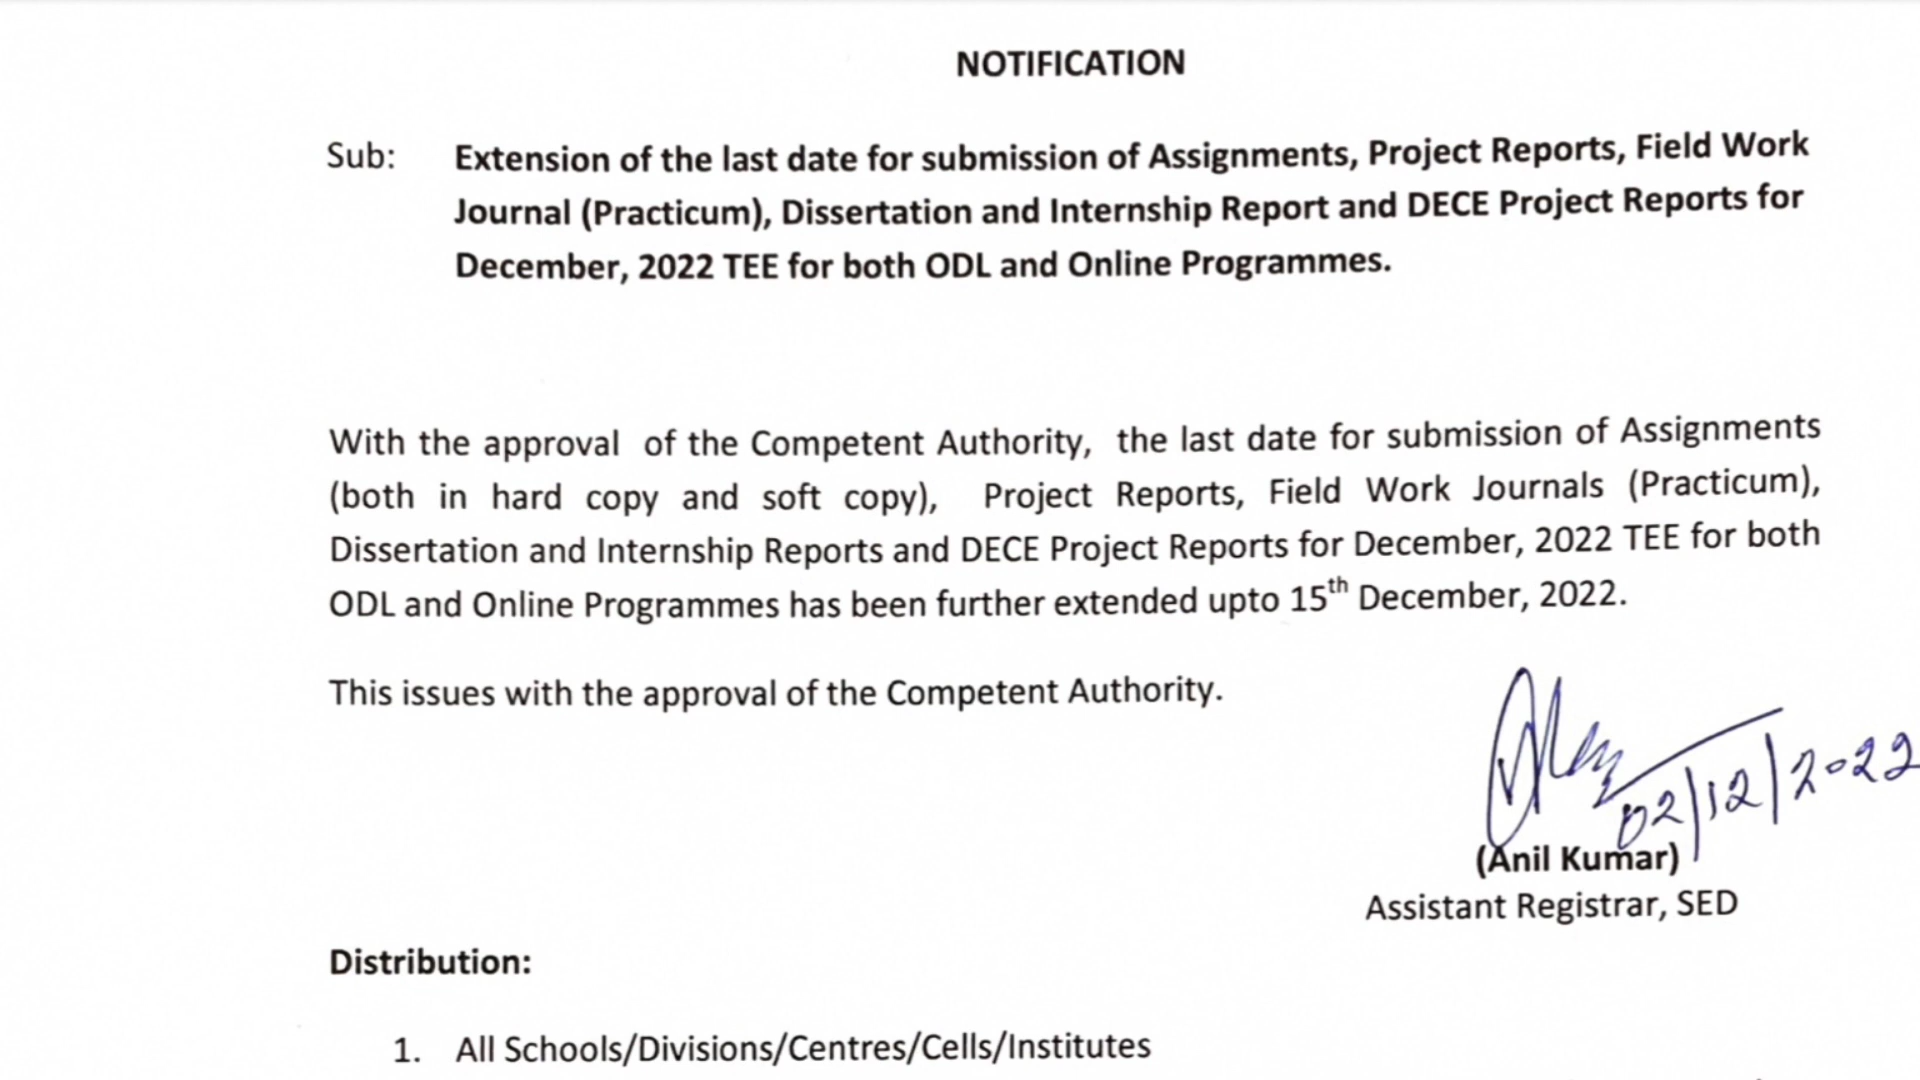 NOTIFICATION
Sub: Extension of the last date for submission of Assignments, Project Reports, Field Work
Journal (Practicum), Dissertation and Internship Report and DECE Project Reports for
December, 2022 TEE for both ODL and Online Programmes.
With the approval of the Competent Authority, the last date for submission of Assignments
(both in hard copy and soft copy), Project Reports, Field Work Journals (Practicum),
Dissertation and Internship Reports and DECE Project Reports for December, 2022 TEE for both
ODL and Online Programmes has been further extended upto 15th December, 2022.
This issues with the approval of the Competent Authority.
02/12/2022
(Anil Kumar)
Assistant Registrar, SED
Distribution:
1. All Schools/Divisions/Centres/Cells/Institutes